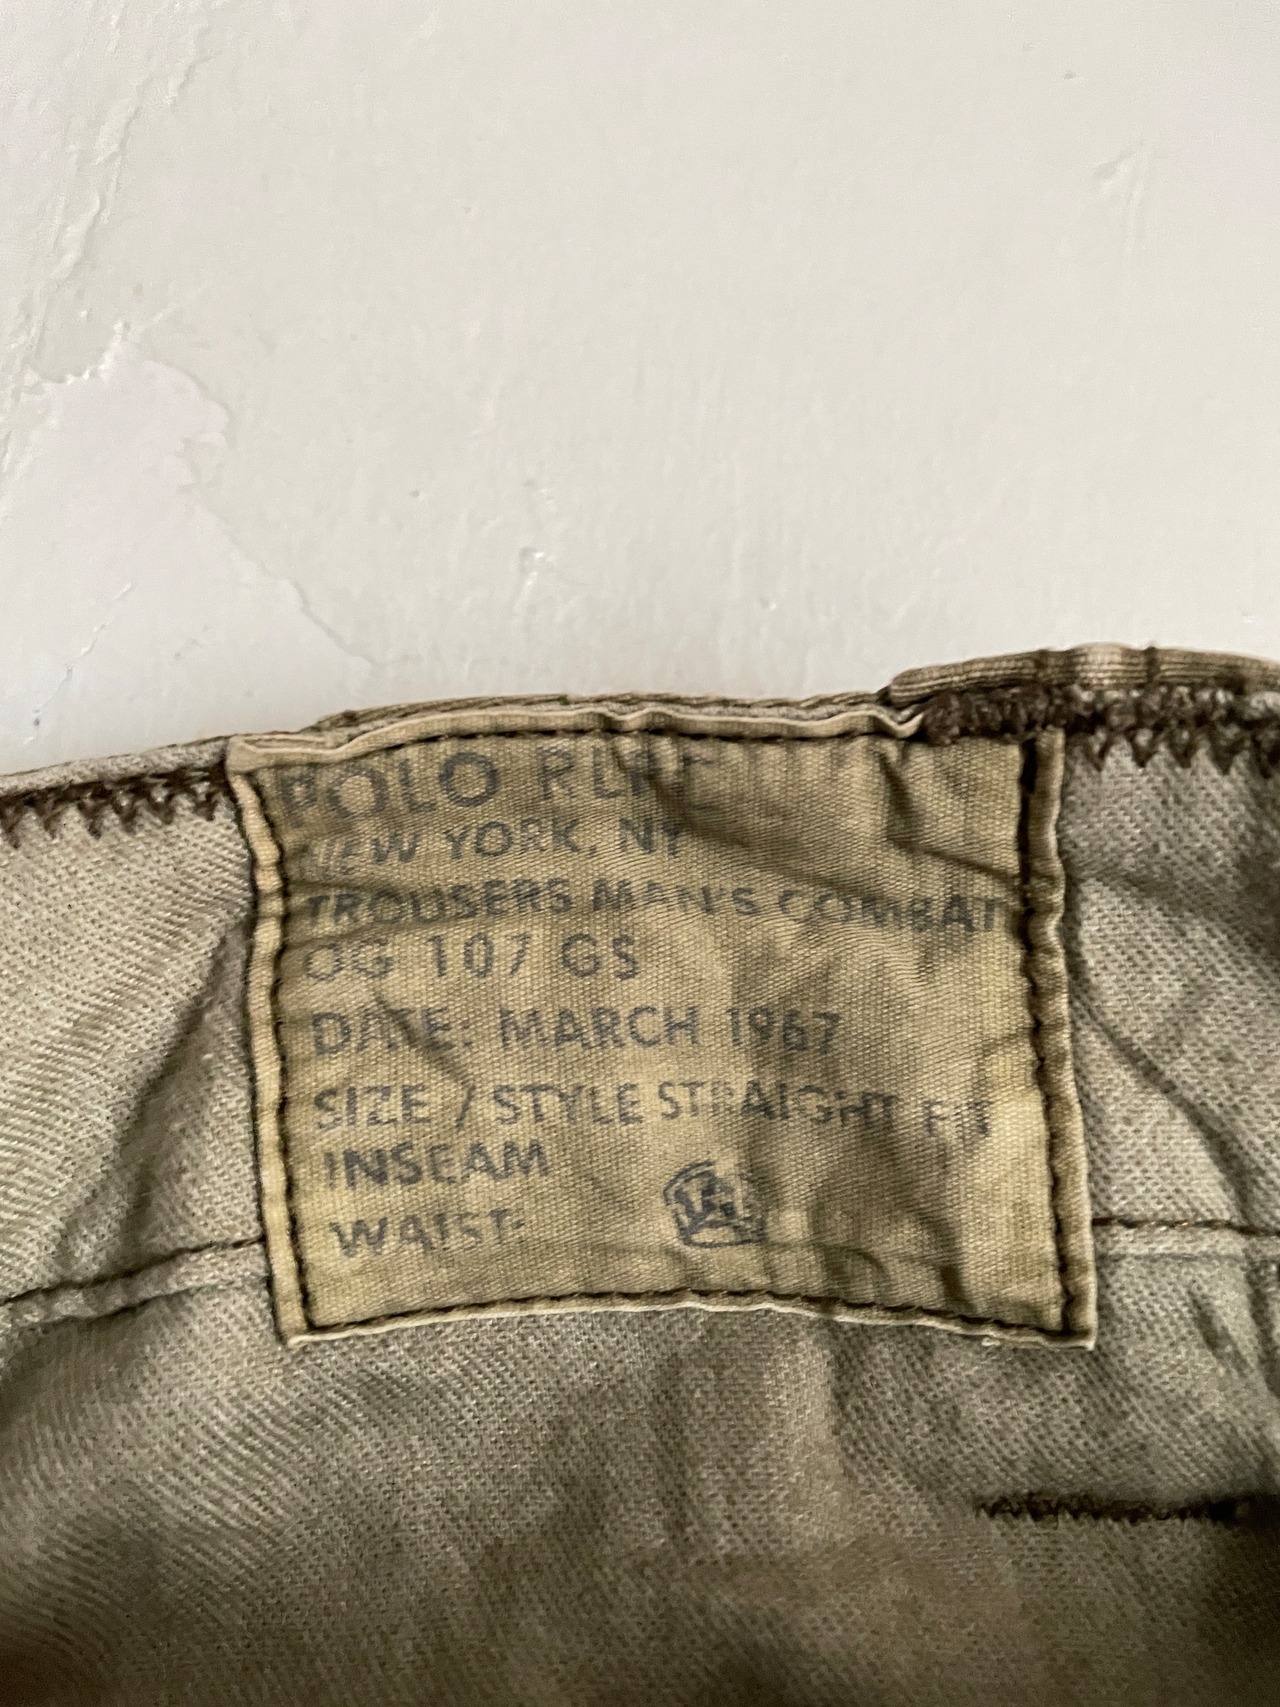 POLO RLPC
NEW YORK, NY
TROUSERS MAN'S COMBAT
OG 107 GS
DATE: MARCH 1967
SIZE / STYLE STRAIGHT FIT
INSEAM
WAIST: